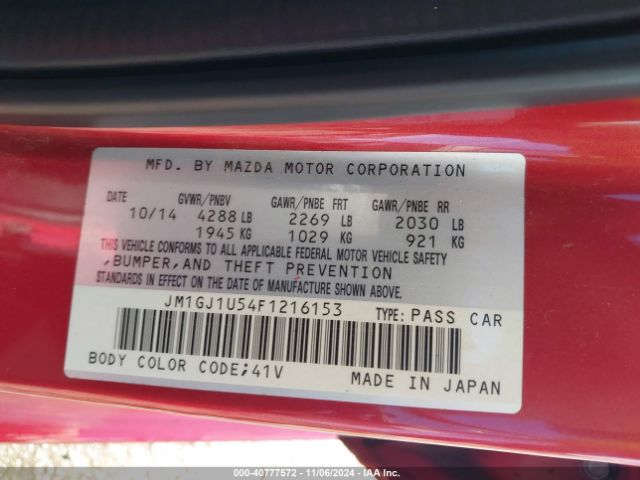 MFD. BY MAZDA MOTOR CORPORATION
DATE GVWR/PNBV GAWR/PNBE FRT GAWR/PNBE RR
10/14 4288 LB 2269 LB 2030 LB
1945 KG 1029 KG 921 KG
THIS VEHICLE CONFORMS TO ALL APPLICABLE FEDERAL MOTOR VEHICLE SAFETY
,BUMPER,AND THEFT PREVENTION
STANDARDS IN EFFECT ON THE DATE OF MANUFACTURE SHOWN ABOVE.
JM1GJ1U54F1216153 TYPE: PASS CAR
BODY COLOR CODE;41V MADE IN JAPAN
000-40777572 - 11/06/2024 - IAA Inc.